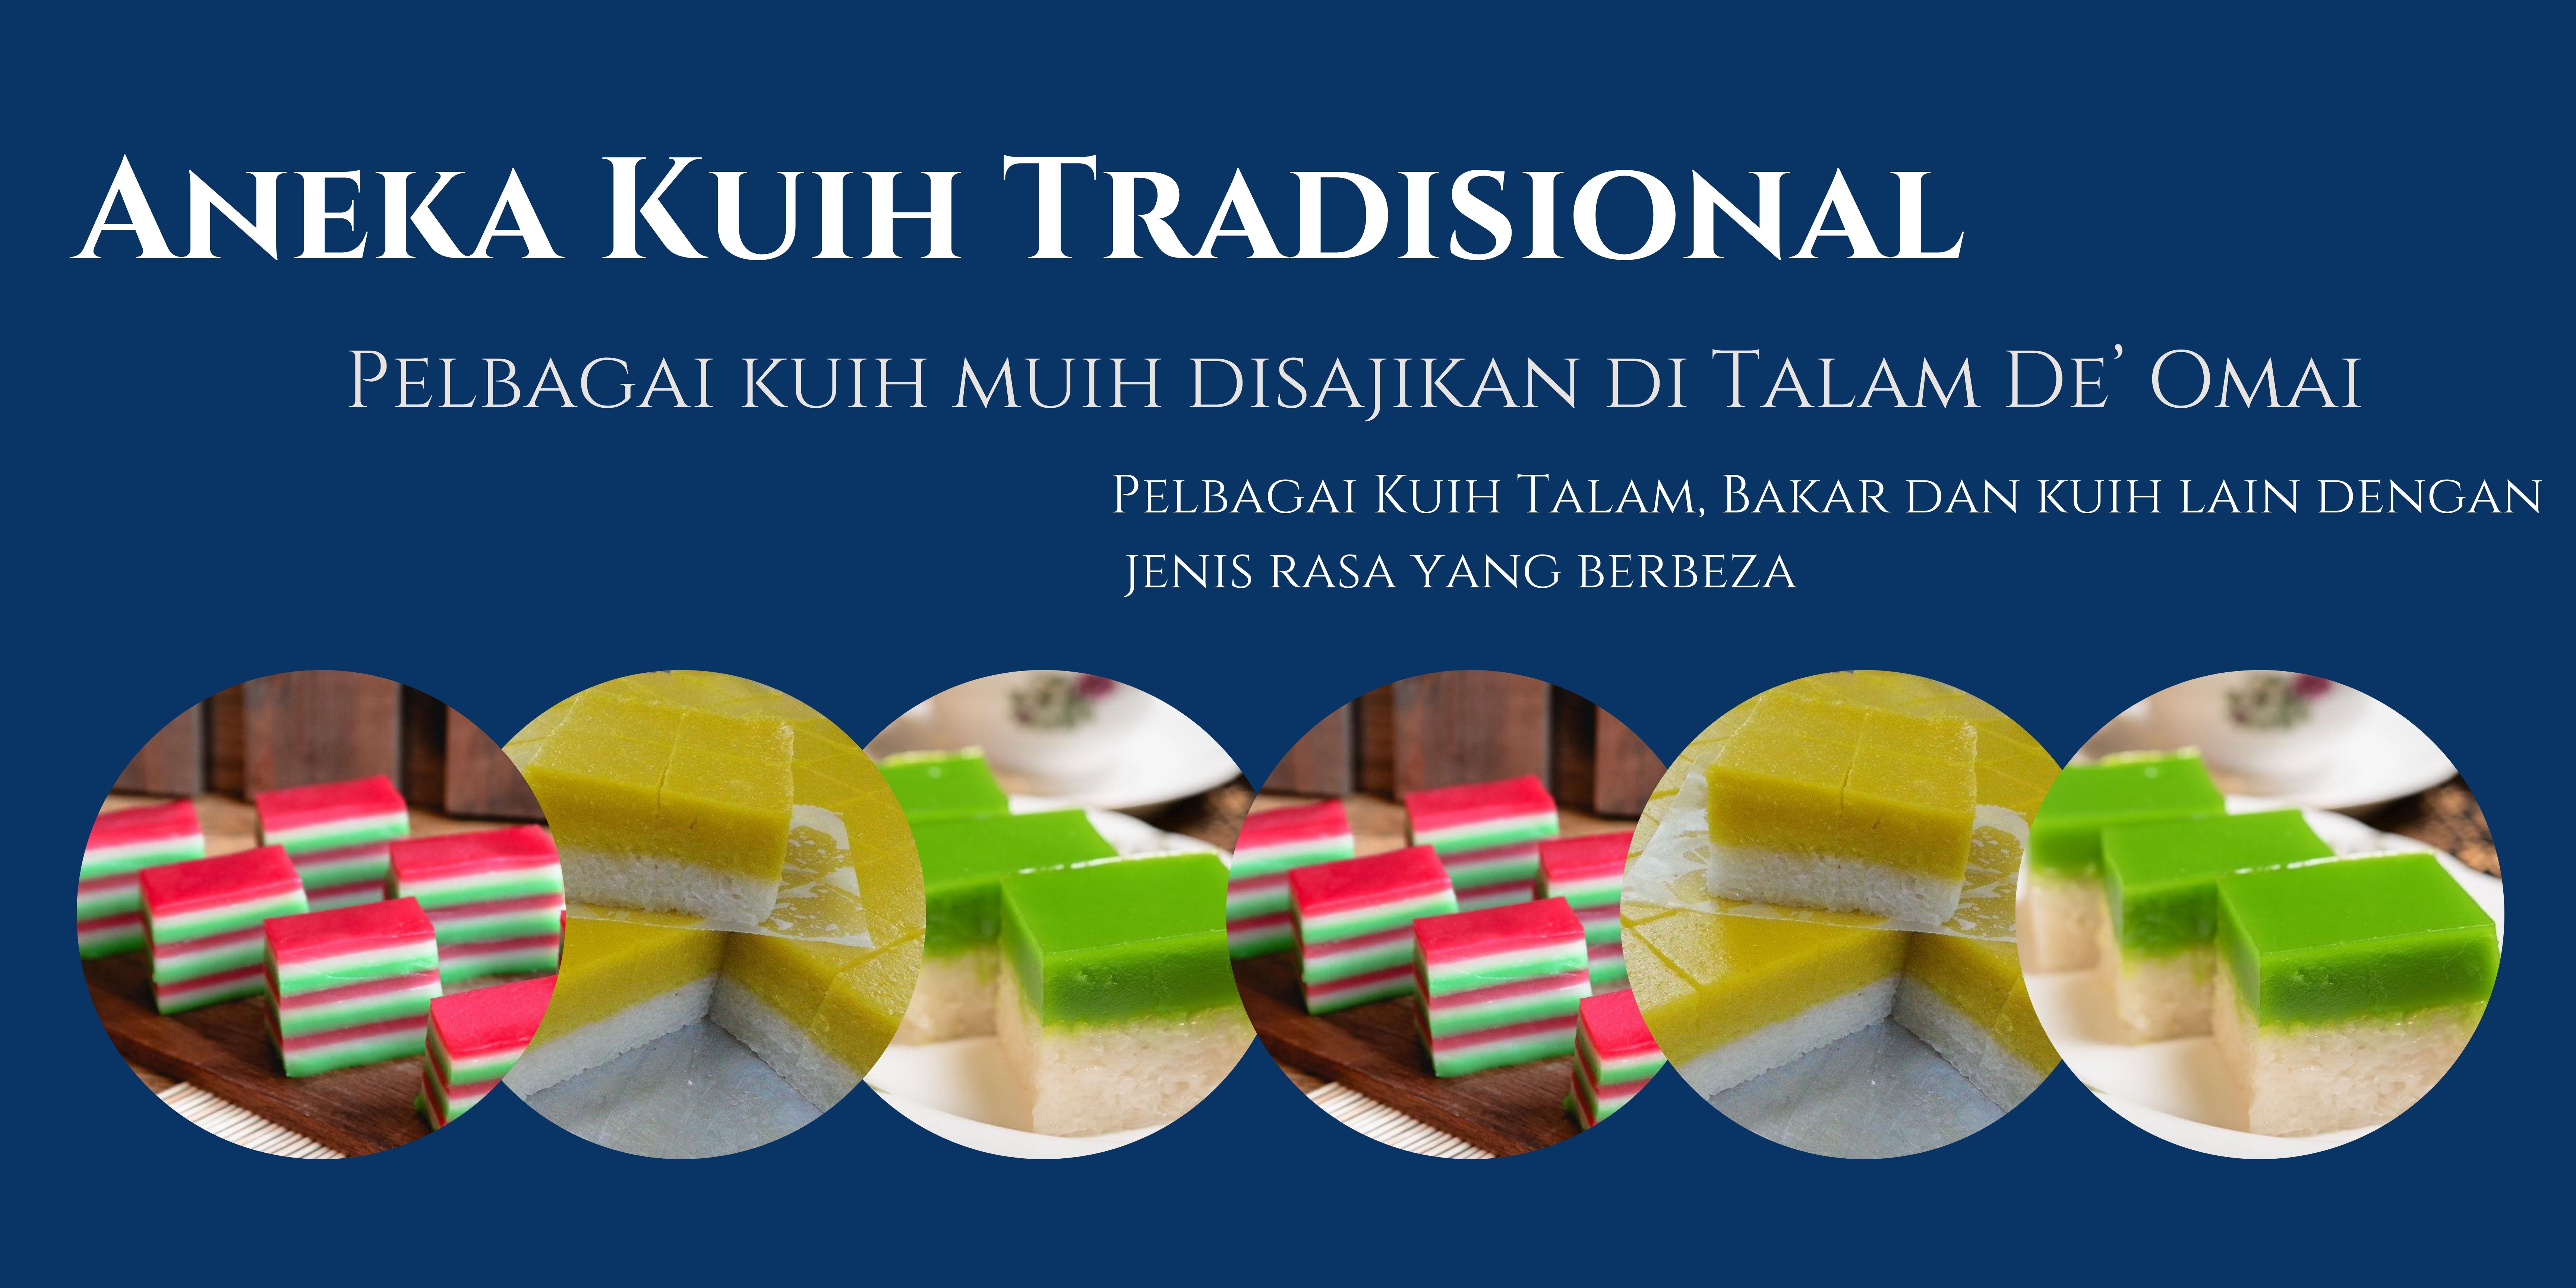 Aneka Kuih Tradisional
Pelbagai kuih muih disajikan di Talam De’ Omai
Pelbagai Kuih Talam, Bakar dan kuih lain dengan
jenis rasa yang berbeza